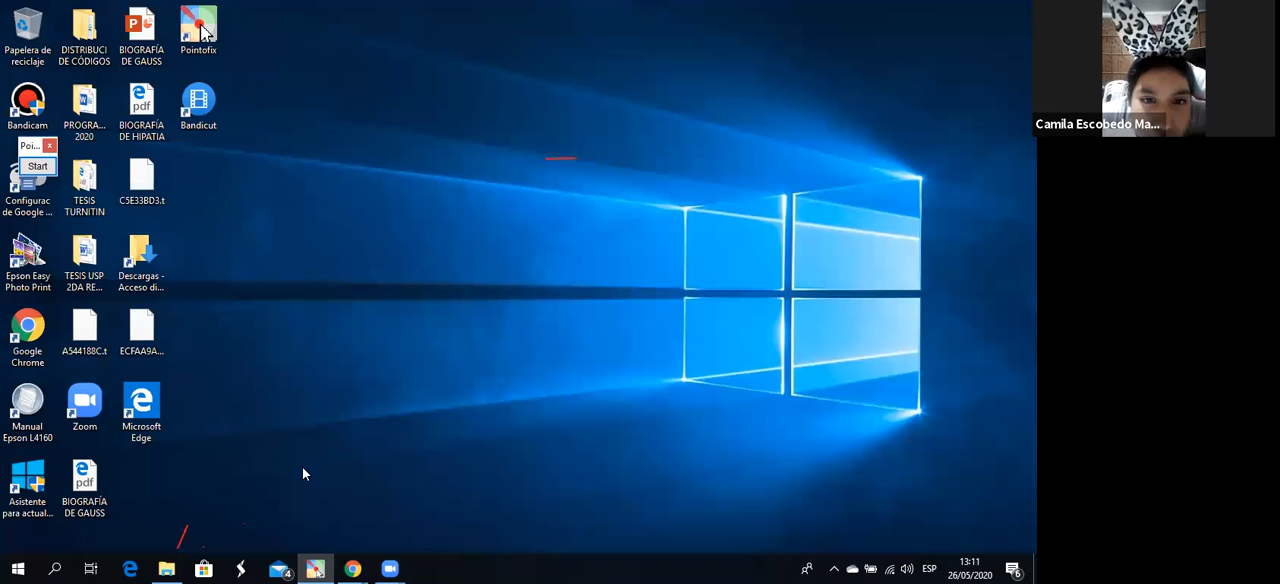 Papelera de
reciclaje
DISTRIBUCI
DE CÓDIGOS
BIOGRAFÍA
DE GAUSS
Pointofix
Bandicam
PROGRA...
2020
BIOGRAFÍA
DE HIPATIA
Bandicut
Poi...
Start
Configurac
de Google ...
TESIS
TURNITIN
C5E33BD3.t
Epson Easy
Photo Print
TESIS USP
2DA RE...
Descargas -
Acceso di...
Google
Chrome
A544188C.t
ECFAA9A...
Manual
Epson L4160
Zoom
Microsoft
Edge
Asistente
para actual...
BIOGRAFÍA
DE GAUSS
Camila Escobedo Ma...
4
ESP
13:11
26/05/2020
6